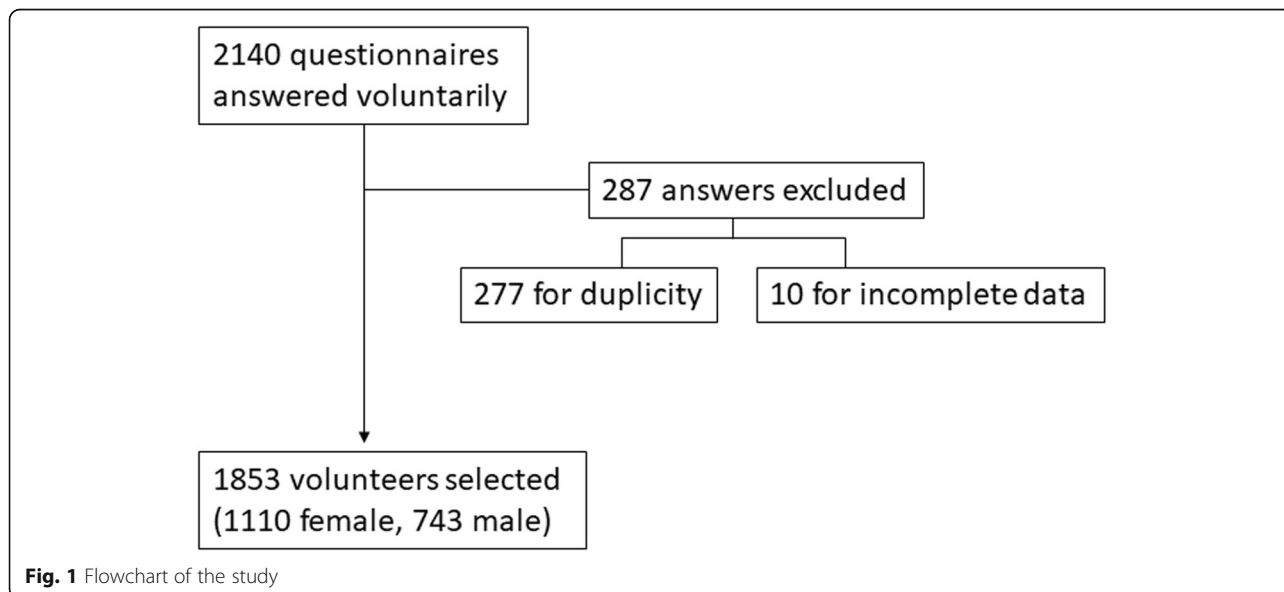 2140 questionnaires
answered voluntarily
287 answers excluded
277 for duplicity
10 for incomplete data
1853 volunteers selected
(1110 female, 743 male)
Fig. 1 Flowchart of the study